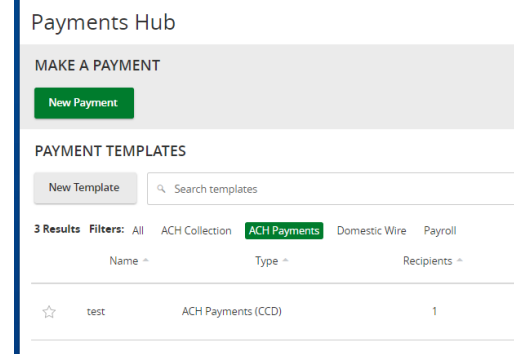 Payments Hub
MAKE A PAYMENT
New Payment
PAYMENT TEMPLATES
New Template Search templates
3 Results Filters: All ACH Collection ACH Payments Domestic Wire Payroll
Name Type Recipients
test ACH Payments (CCD) 1